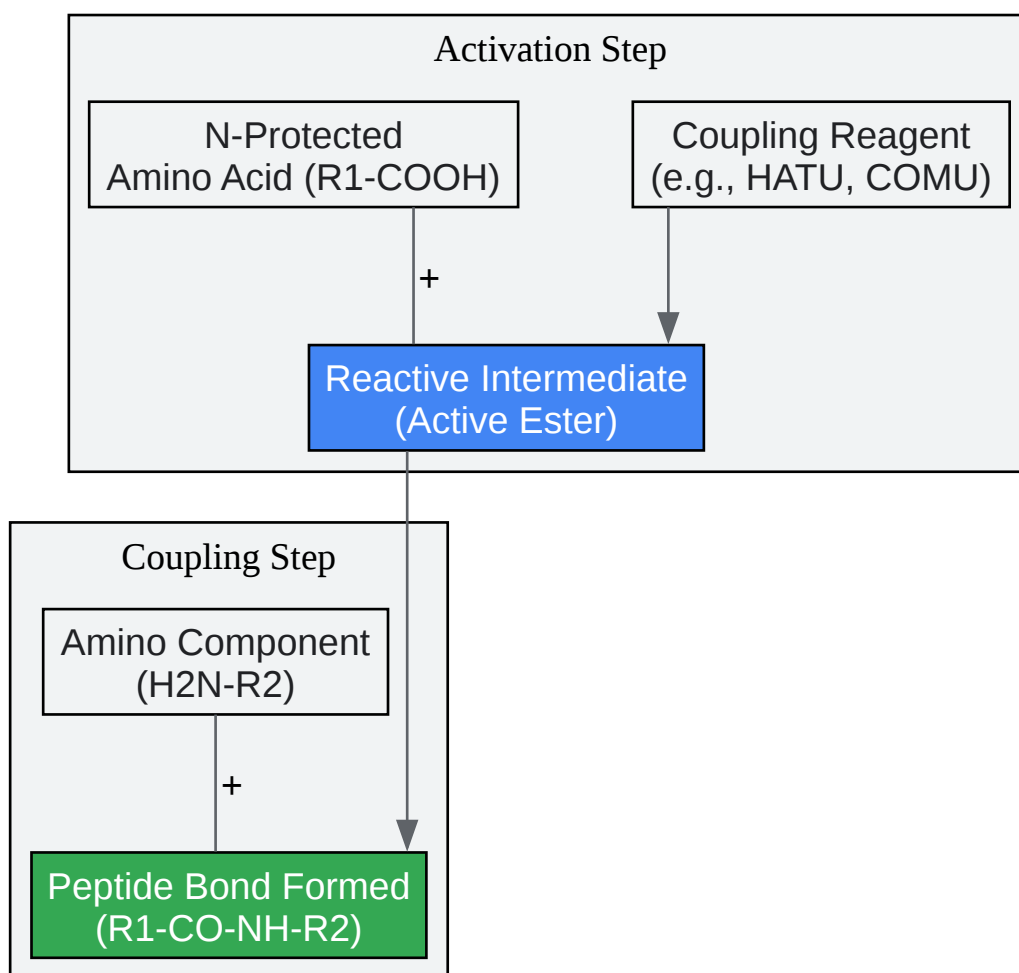 Activation Step
N-Protected
Amino Acid (R1-COOH)
Coupling Reagent
(e.g., HATU, COMU)
+
Reactive Intermediate
(Active Ester)
Coupling Step
Amino Component
(H2N-R2)
+
Peptide Bond Formed
(R1-CO-NH-R2)